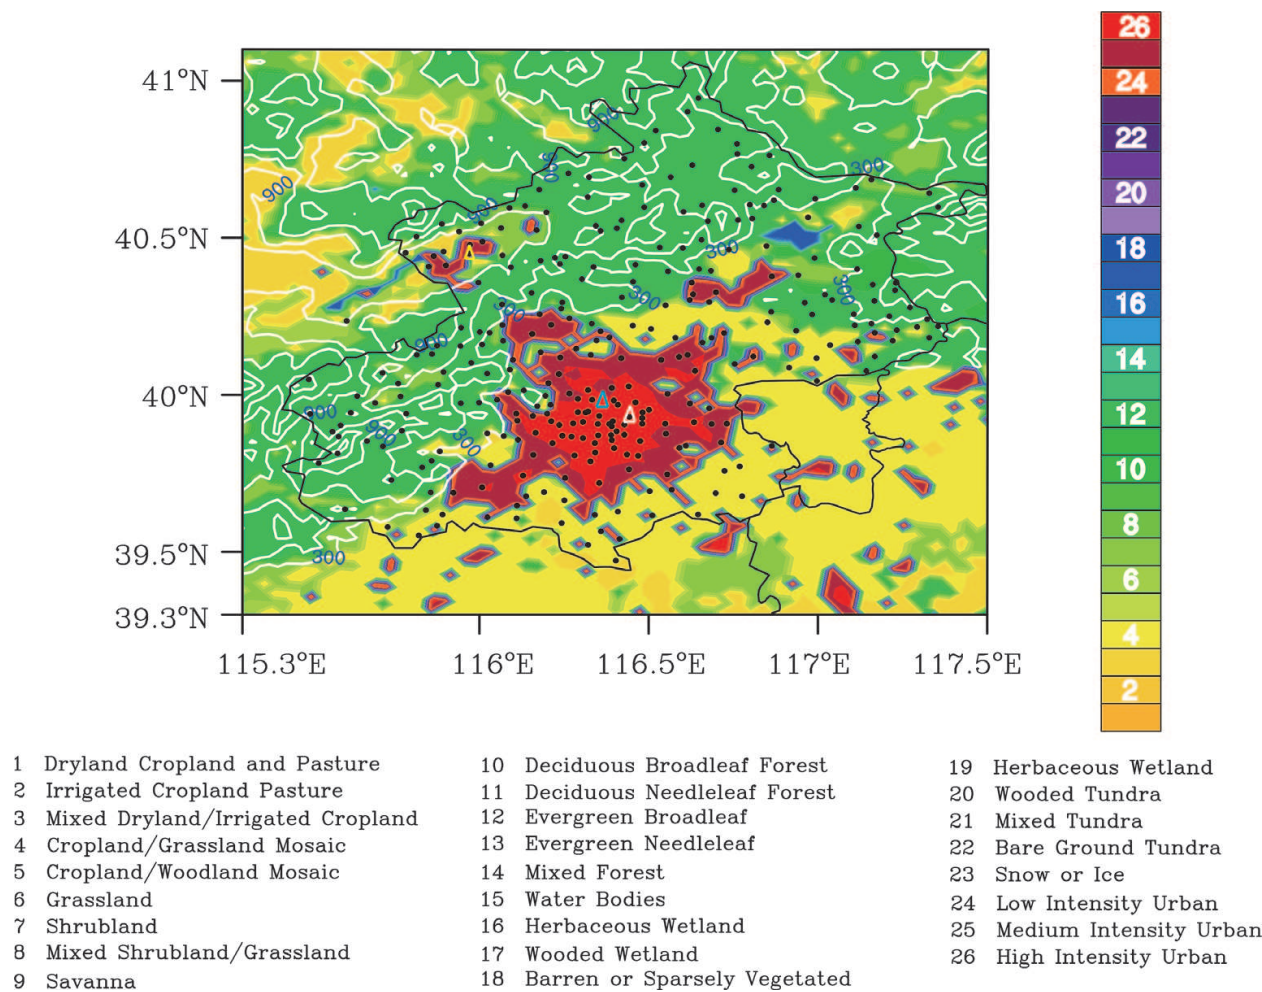 26
24
22
20
18
16
14
12
10
8
6
4
2
41°N
40.5°N
40°N
39.5°N
39.3°N
900
900
300
900
300
900
300
300
300
900
900
900
300
300
115.3°E
116°E
116.5°E
117°E
117.5°E
1 Dryland Cropland and Pasture
2 Irrigated Cropland Pasture
3 Mixed Dryland/Irrigated Cropland
4 Cropland/Grassland Mosaic
5 Cropland/Woodland Mosaic
6 Grassland
7 Shrubland
8 Mixed Shrubland/Grassland
9 Savanna
10 Deciduous Broadleaf Forest
11 Deciduous Needleleaf Forest
12 Evergreen Broadleaf
13 Evergreen Needleleaf
14 Mixed Forest
15 Water Bodies
16 Herbaceous Wetland
17 Wooded Wetland
18 Barren or Sparsely Vegetated
19 Herbaceous Wetland
20 Wooded Tundra
21 Mixed Tundra
22 Bare Ground Tundra
23 Snow or Ice
24 Low Intensity Urban
25 Medium Intensity Urban
26 High Intensity Urban